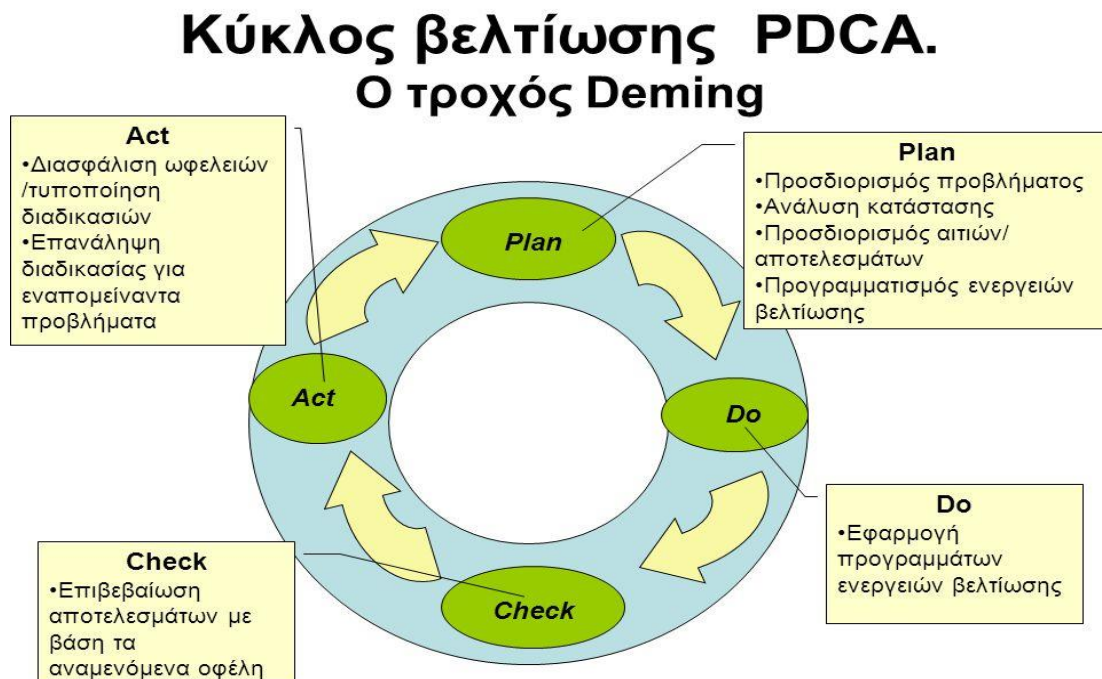 Κύκλος βελτίωσης PDCA.
Ο τροχός Deming
Act
•Διασφάλιση ωφελειών
/τυποποίηση
διαδικασιών
•Επανάληψη
διαδικασίας για
εναπομείναντα
προβλήματα
Plan
•Προσδιορισμός προβλήματος
•Ανάλυση κατάστασης
•Προσδιορισμός αιτιών/
αποτελεσμάτων
•Προγραμματισμός ενεργειών
βελτίωσης
Plan
Act
Do
Check
Do
•Εφαρμογή
προγραμμάτων
ενεργειών βελτίωσης
Check
•Επιβεβαίωση
αποτελεσμάτων με
βάση τα
αναμενόμενα οφέλη